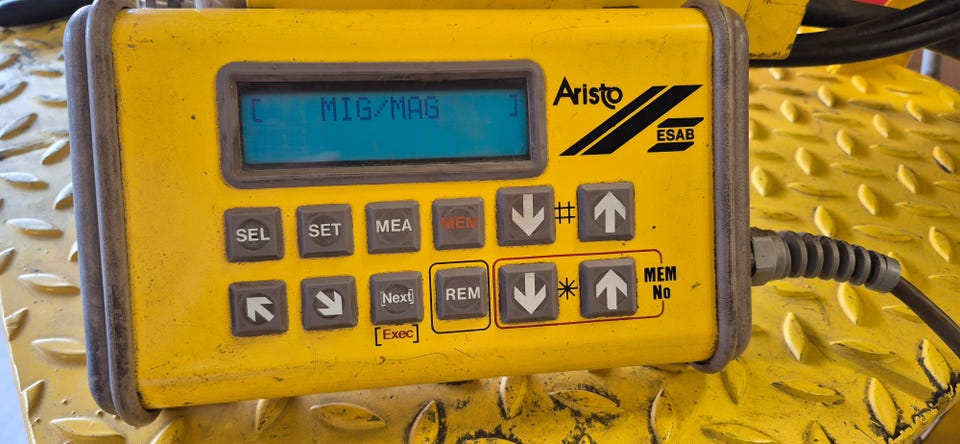 [ MIG/MAG ]
Aristo
ESAB
SEL SET MEA MEM #
[Next] REM * MEM No
[Exec]